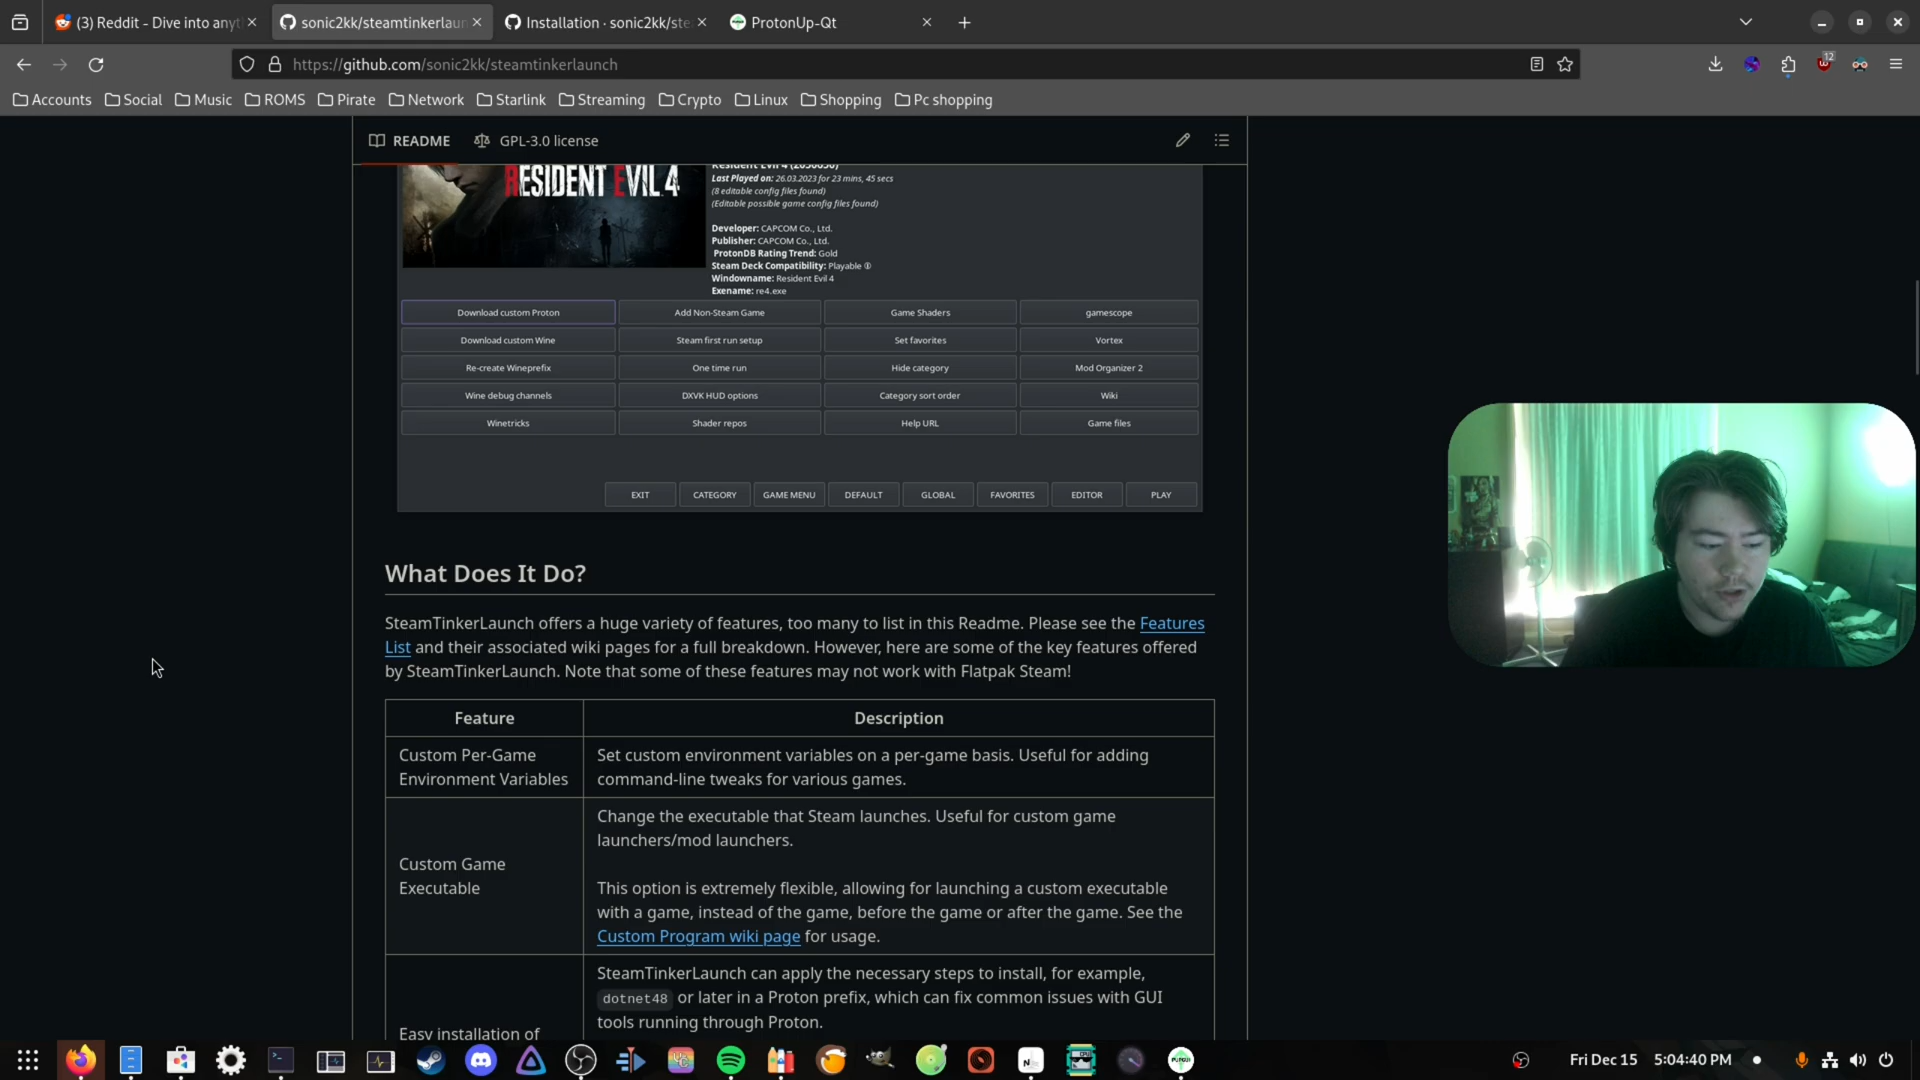 (3) Reddit - Dive into anyt
sonic2kk/steamtinkerlaun
Installation · sonic2kk/ste
ProtonUp-Qt
https://github.com/sonic2kk/steamtinkerlaunch
12
Accounts Social Music ROMS Pirate Network Starlink Streaming Crypto Linux Shopping Pc shopping
README GPL-3.0 license
RESIDENT EVIL 4
Resident Evil 4 (2050650)
Last Played on: 26.03.2023 for 23 mins, 45 secs
(8 editable config files found)
(Editable possible game config files found)
Developer: CAPCOM Co., Ltd.
Publisher: CAPCOM Co., Ltd.
ProtonDB Rating Trend: Gold
Steam Deck Compatibility: Playable
Windowname: Resident Evil 4
Exename: re4.exe
Download custom Proton Add Non-Steam Game Game Shaders gamescope
Download custom Wine Steam first run setup Set favorites Vortex
Re-create Wineprefix One time run Hide category Mod Organizer 2
Wine debug channels DXVK HUD options Category sort order Wiki
Winetricks Shader repos Help URL Game files
EXIT CATEGORY GAME MENU DEFAULT GLOBAL FAVORITES EDITOR PLAY
What Does It Do?
SteamTinkerLaunch offers a huge variety of features, too many to list in this Readme. Please see the Features
List and their associated wiki pages for a full breakdown. However, here are some of the key features offered
by SteamTinkerLaunch. Note that some of these features may not work with Flatpak Steam!
Feature Description
Custom Per-Game
Environment Variables
Set custom environment variables on a per-game basis. Useful for adding
command-line tweaks for various games.
Custom Game
Executable
Change the executable that Steam launches. Useful for custom game
launchers/mod launchers.
This option is extremely flexible, allowing for launching a custom executable
with a game, instead of the game, before the game or after the game. See the
Custom Program wiki page for usage.
Easy installation of
SteamTinkerLaunch can apply the necessary steps to install, for example,
dotnet48 or later in a Proton prefix, which can fix common issues with GUI
tools running through Proton.
Fri Dec 15 5:04:40 PM